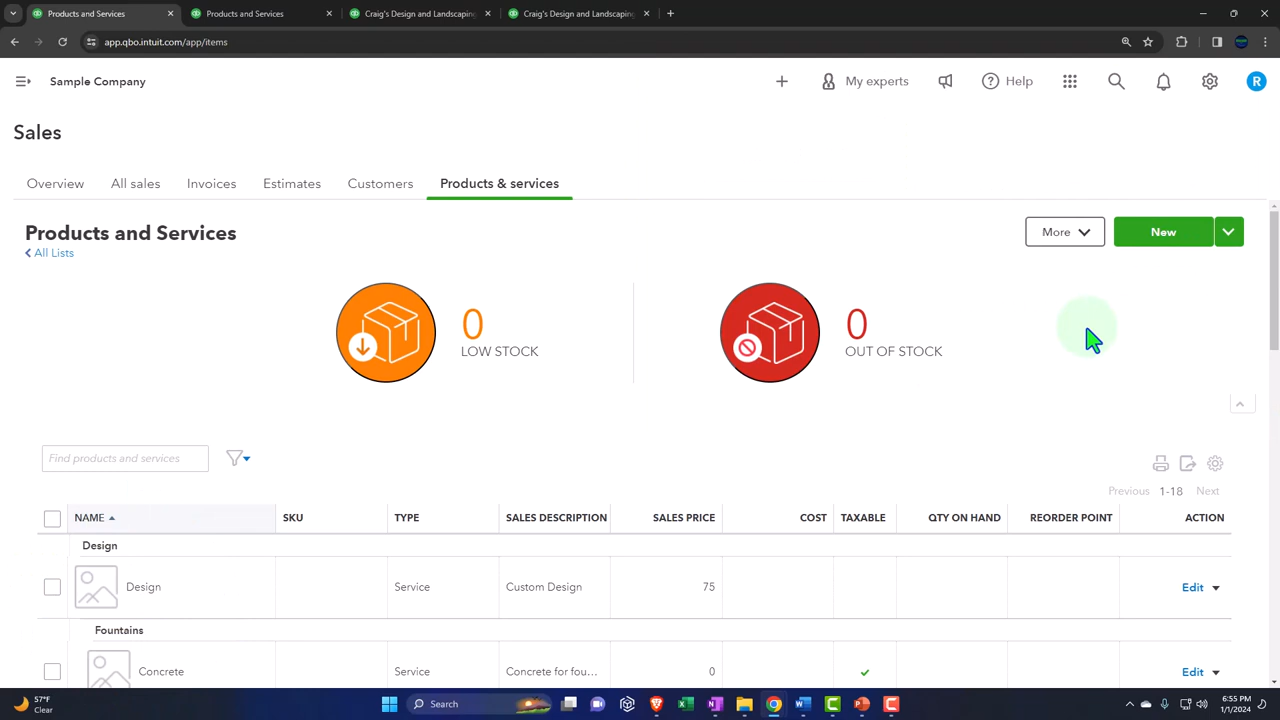 Products and Services
Products and Services
Craig's Design and Landscaping
Craig's Design and Landscaping
app.qbo.intuit.com/app/items
Sample Company
My experts
Help
R
Sales
Overview
All sales
Invoices
Estimates
Customers
Products & services
Products and Services
More
New
All Lists
0
LOW STOCK
0
OUT OF STOCK
Find products and services
Previous 1-18 Next
NAME SKU TYPE SALES DESCRIPTION SALES PRICE COST TAXABLE QTY ON HAND REORDER POINT ACTION
Design
Design Service Custom Design 75 Edit
Fountains
Concrete Service Concrete for fou... 0 Edit
57°F
Clear
Search
6:55 PM
1/1/2024